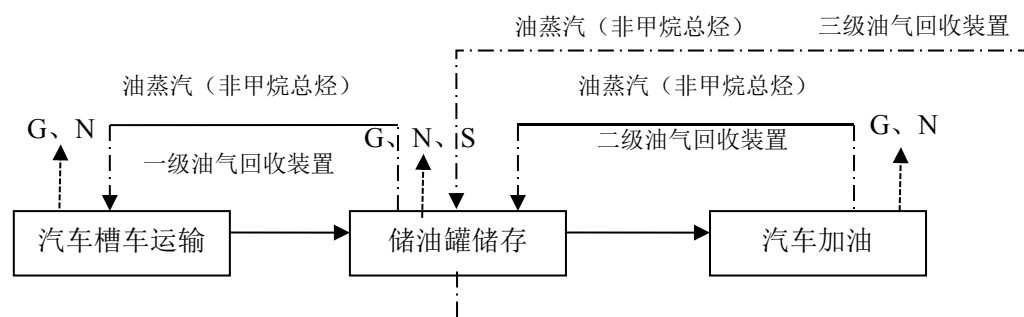 油蒸汽（非甲烷总烃） 三级油气回收装置
油蒸汽（非甲烷总烃） 油蒸汽（非甲烷总烃）
G、N G、N、S G、N
一级油气回收装置 二级油气回收装置
汽车槽车运输 储油罐储存 汽车加油